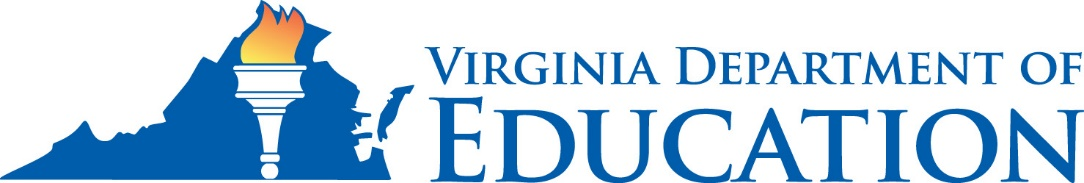 VIRGINIA DEPARTMENT OF
EDUCATION